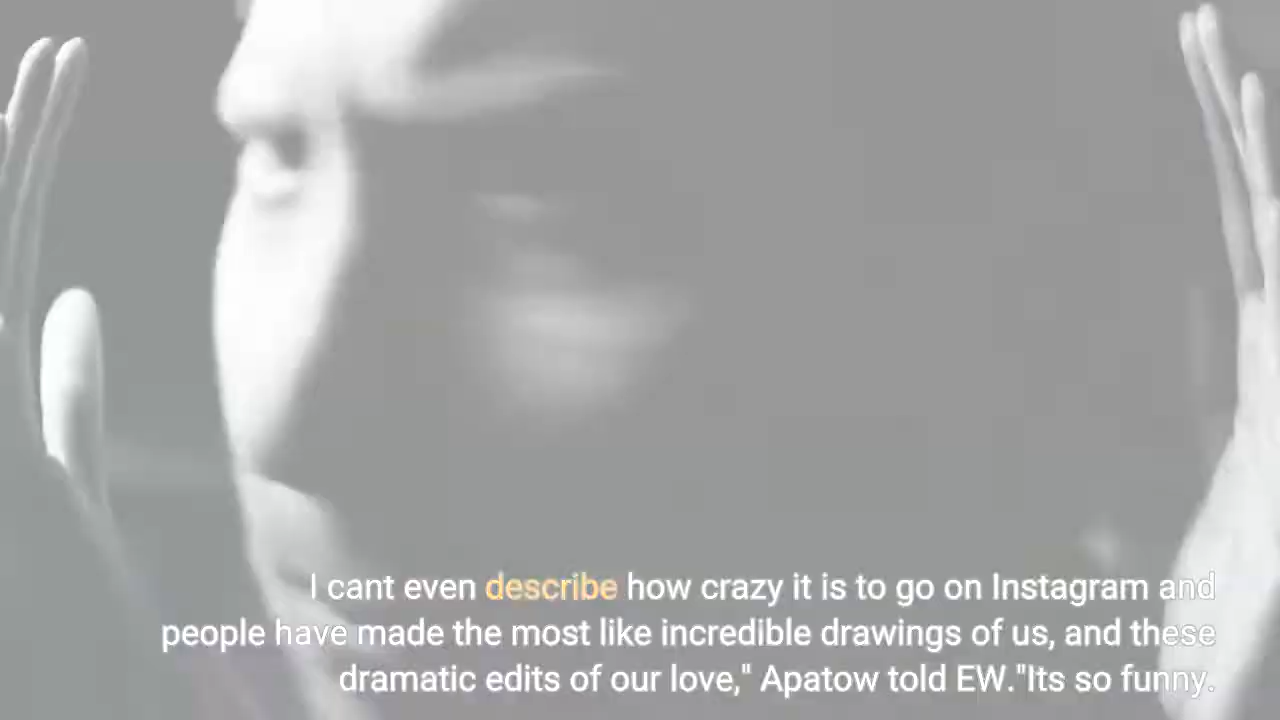 I cant even describe how crazy it is to go on Instagram and
people have made the most like incredible drawings of us, and these
dramatic edits of our love," Apatow told EW."Its so funny.